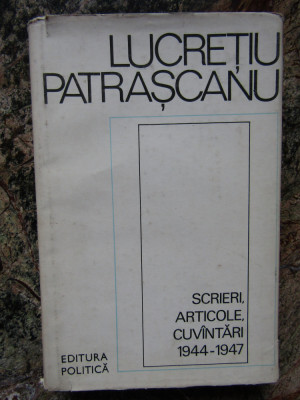 LUCREȚIU
PATRAȘCANU
SCRIERI,
ARTICOLE,
CUVÎNTĂRI
1944-1947
EDITURA
POLITICĂ